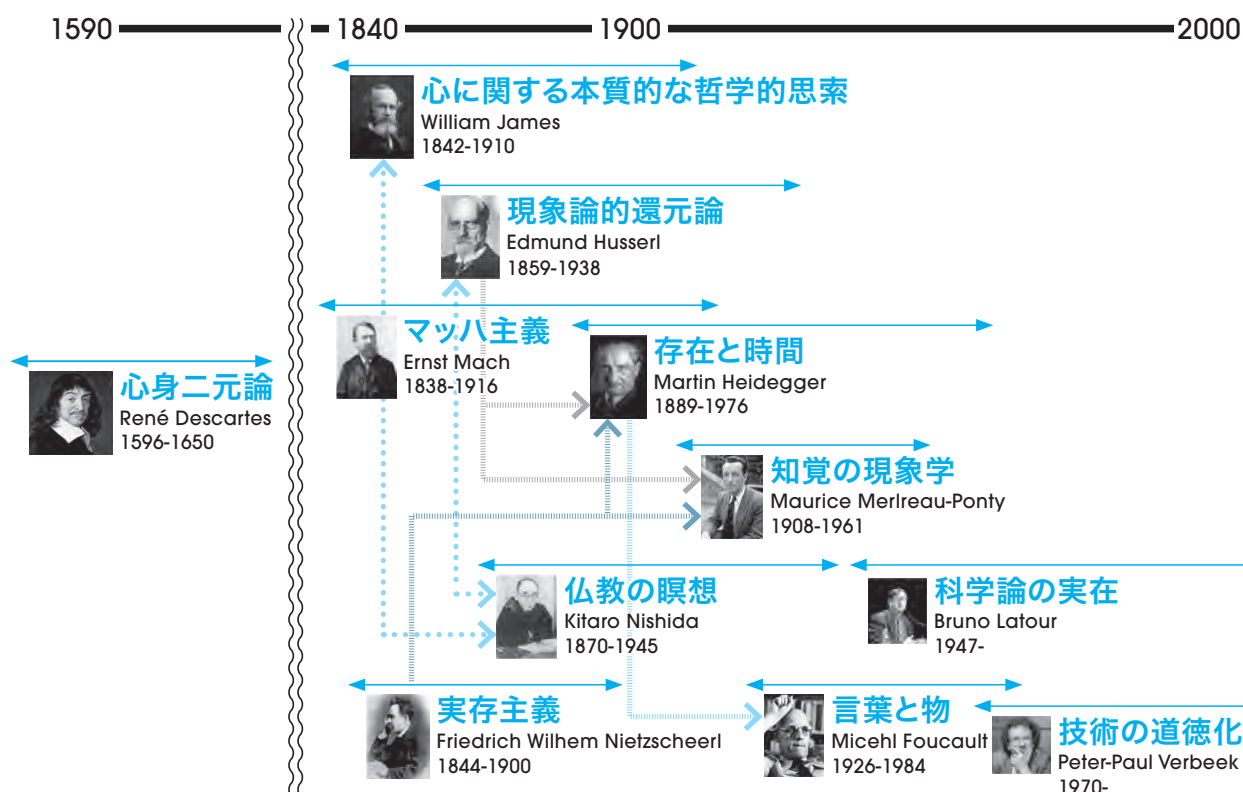 1590 1840 1900 2000
心に関する本質的な哲学的思索
William James
1842-1910
現象論的還元論
Edmund Husserl
1859-1938
マッハ主義
Ernst Mach
1838-1916
存在と時間
Martin Heidegger
1889-1976
心身二元論
René Descartes
1596-1650
知覚の現象学
Maurice Merlreau-Ponty
1908-1961
仏教の瞑想
Kitaro Nishida
1870-1945
科学論の実在
Bruno Latour
1947-
実存主義
Friedrich Wilhem Nietzscheerl
1844-1900
言葉と物
Micehl Foucault
1926-1984
技術の道徳化
Peter-Paul Verbeek
1970-